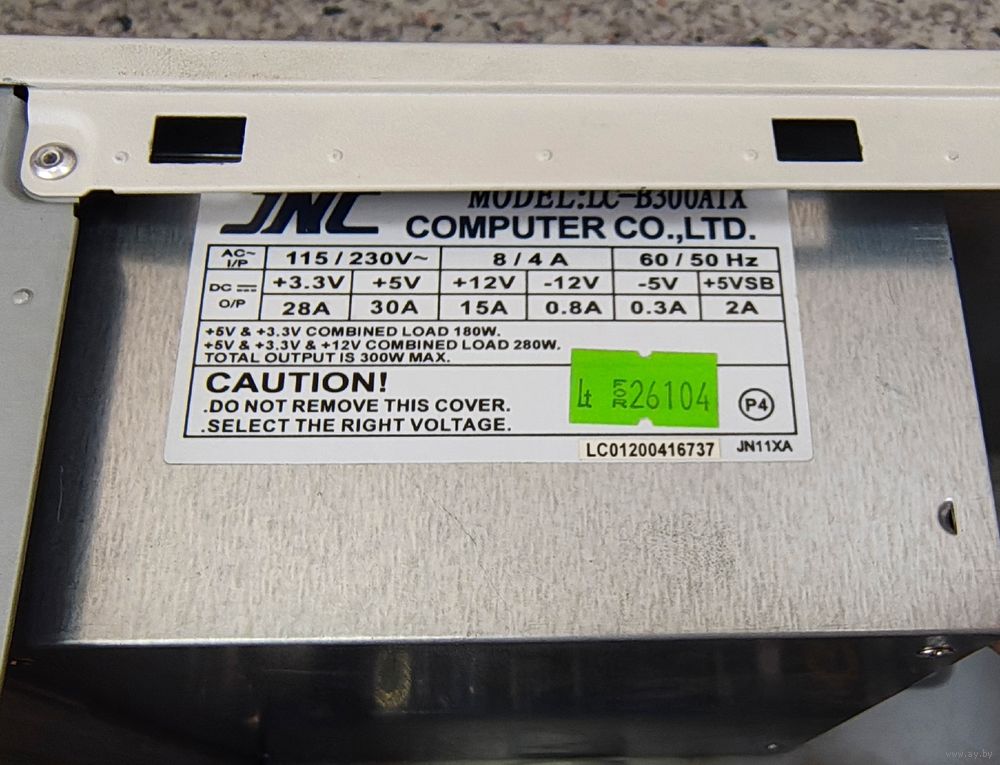 JNC MODEL:LC-B300ATX
COMPUTER CO.,LTD.
AC~ I/P 115 / 230V~ 8 / 4 A 60 / 50 Hz
DC O/P +3.3V +5V +12V -12V -5V +5VSB
28A 30A 15A 0.8A 0.3A 2A
+5V & +3.3V COMBINED LOAD 180W.
+5V & +3.3V & +12V COMBINED LOAD 280W.
TOTAL OUTPUT IS 300W MAX.
CAUTION!
.DO NOT REMOVE THIS COVER.
.SELECT THE RIGHT VOLTAGE.
Lt FOR 26104
P4
LC01200416737 JN11XA
www.ay.by